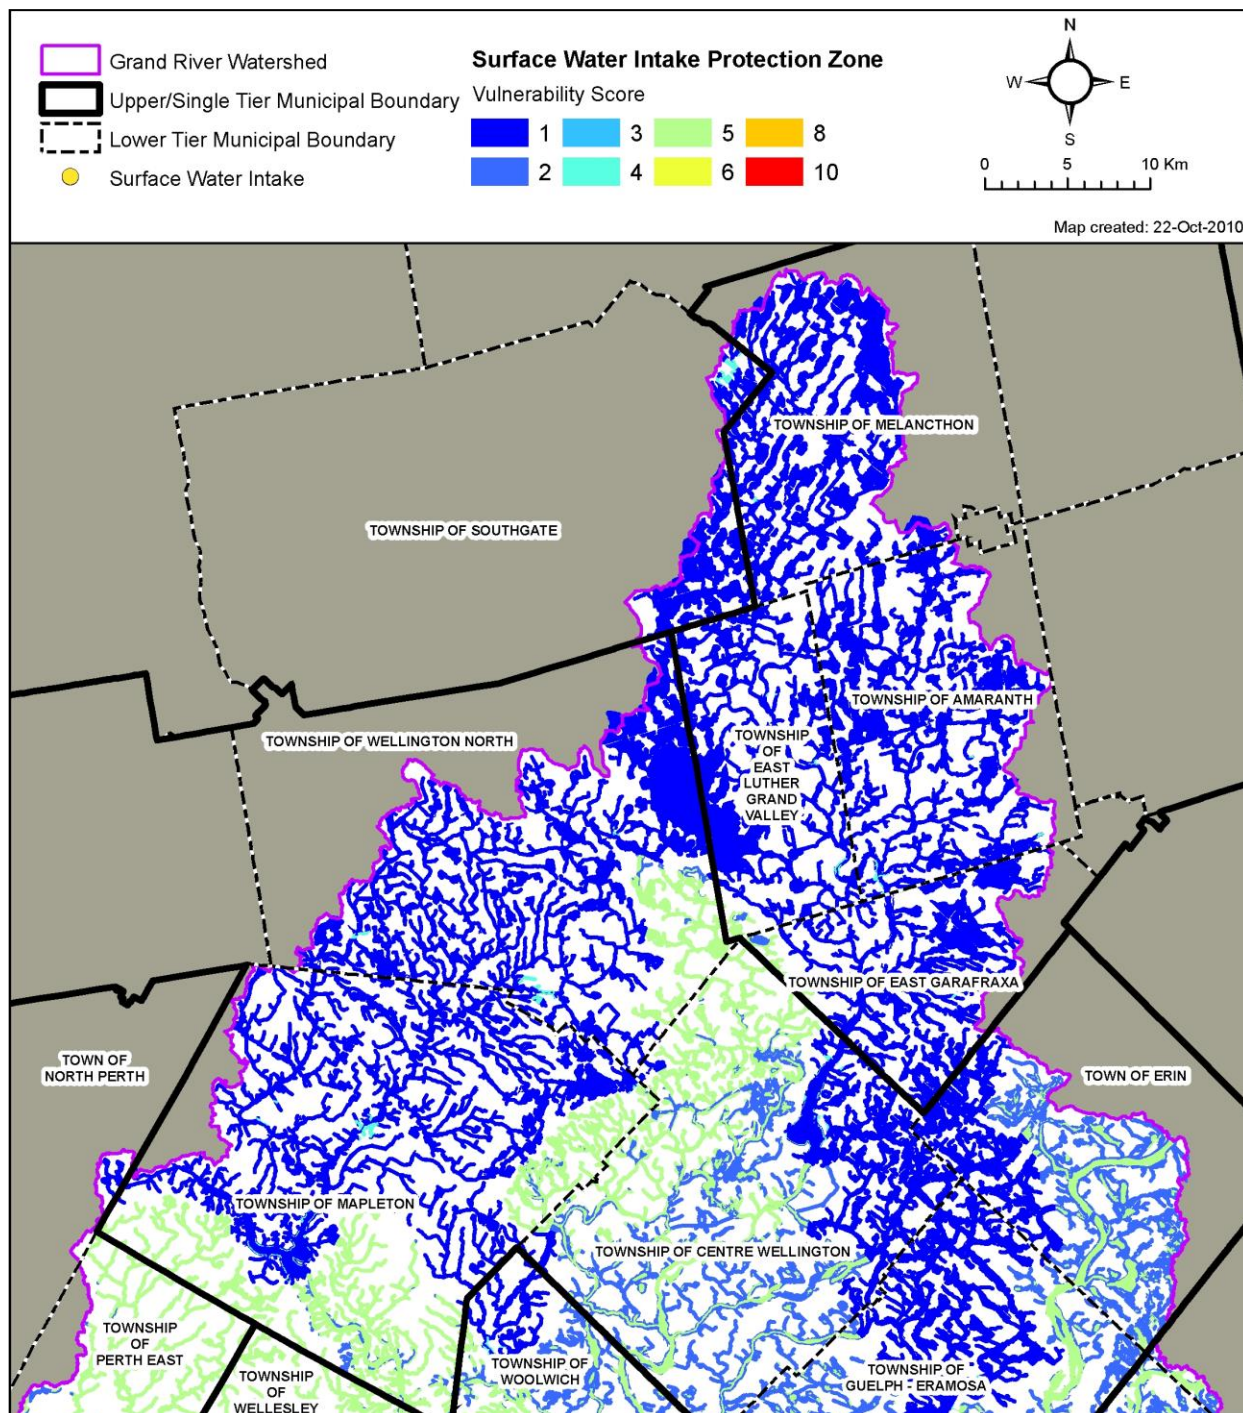 Grand River Watershed
Upper/Single Tier Municipal Boundary
Lower Tier Municipal Boundary
Surface Water Intake
Surface Water Intake Protection Zone
Vulnerability Score
1 3 5 8
2 4 6 10
N
W E
S
0 5 10 Km
Map created: 22-Oct-2010
TOWNSHIP OF MELANCTHON
TOWNSHIP OF SOUTHGATE
TOWNSHIP OF AMARANTH
TOWNSHIP OF WELLINGTON NORTH
TOWNSHIP
OF
EAST
LUTHER
GRAND
VALLEY
TOWNSHIP OF EAST GARAFRAXA
TOWN OF
NORTH PERTH
TOWN OF ERIN
TOWNSHIP OF MAPLETON
TOWNSHIP OF CENTRE WELLINGTON
TOWNSHIP
OF
PERTH EAST
TOWNSHIP
OF
WELLESLEY
TOWNSHIP OF
WOOLWICH
TOWNSHIP OF
GUELPH - ERAMOSA